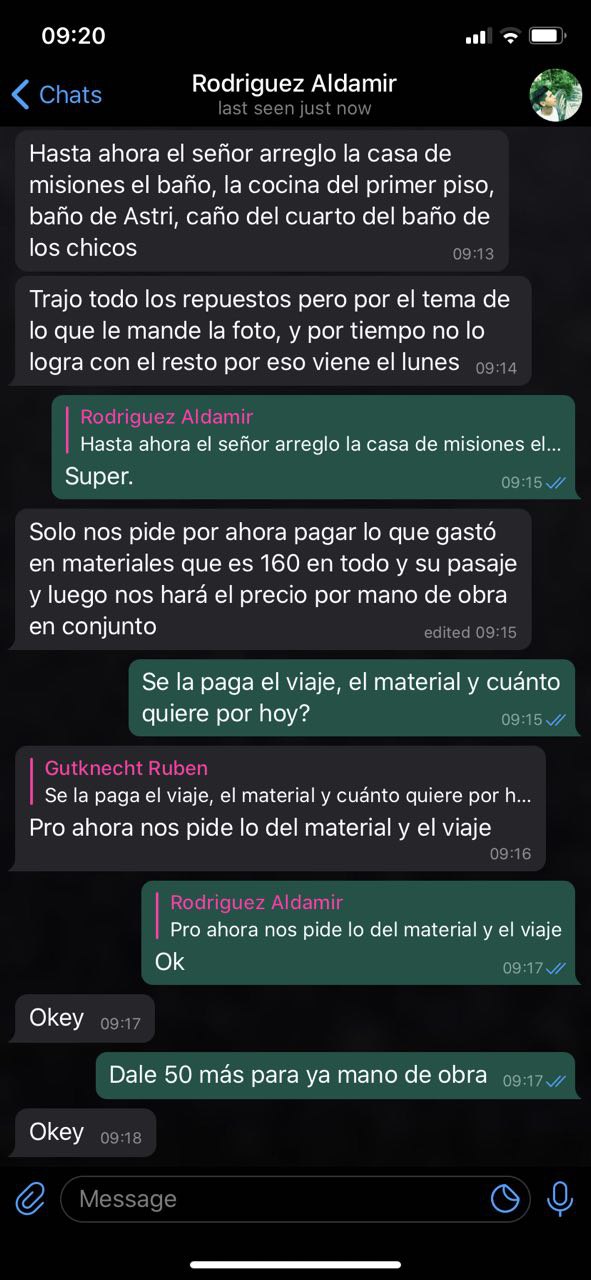 09:20
Chats
Rodriguez Aldamir
last seen just now
Hasta ahora el señor arreglo la casa de
misiones el baño, la cocina del primer piso,
baño de Astri, caño del cuarto del baño de
los chicos
09:13
Trajo todo los repuestos pero por el tema de
lo que le mande la foto, y por tiempo no lo
logra con el resto por eso viene el lunes 09:14
Rodriguez Aldamir
Hasta ahora el señor arreglo la casa de misiones el...
Super.
09:15
Solo nos pide por ahora pagar lo que gastó
en materiales que es 160 en todo y su pasaje
y luego nos hará el precio por mano de obra
en conjunto
edited 09:15
Se la paga el viaje, el material y cuánto
quiere por hoy?
09:15
Gutknecht Ruben
Se la paga el viaje, el material y cuánto quiere por h...
Pro ahora nos pide lo del material y el viaje
09:16
Rodriguez Aldamir
Pro ahora nos pide lo del material y el viaje
Ok
09:17
Okey 09:17
Dale 50 más para ya mano de obra 09:17
Okey 09:18
Message